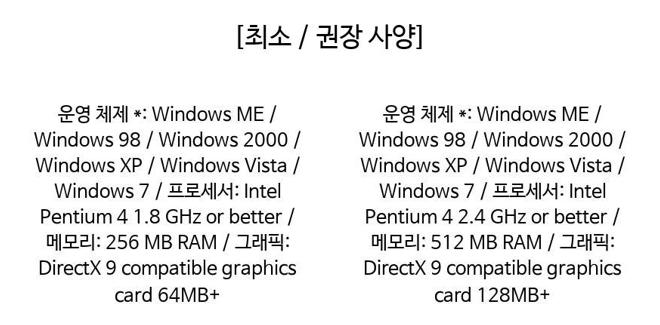 [최소 / 권장 사양]
운영 체제 *: Windows ME /
Windows 98 / Windows 2000 /
Windows XP / Windows Vista /
Windows 7 / 프로세서: Intel
Pentium 4 1.8 GHz or better /
메모리: 256 MB RAM / 그래픽:
DirectX 9 compatible graphics
card 64MB+
운영 체제 *: Windows ME /
Windows 98 / Windows 2000 /
Windows XP / Windows Vista /
Windows 7 / 프로세서: Intel
Pentium 4 2.4 GHz or better /
메모리: 512 MB RAM / 그래픽:
DirectX 9 compatible graphics
card 128MB+